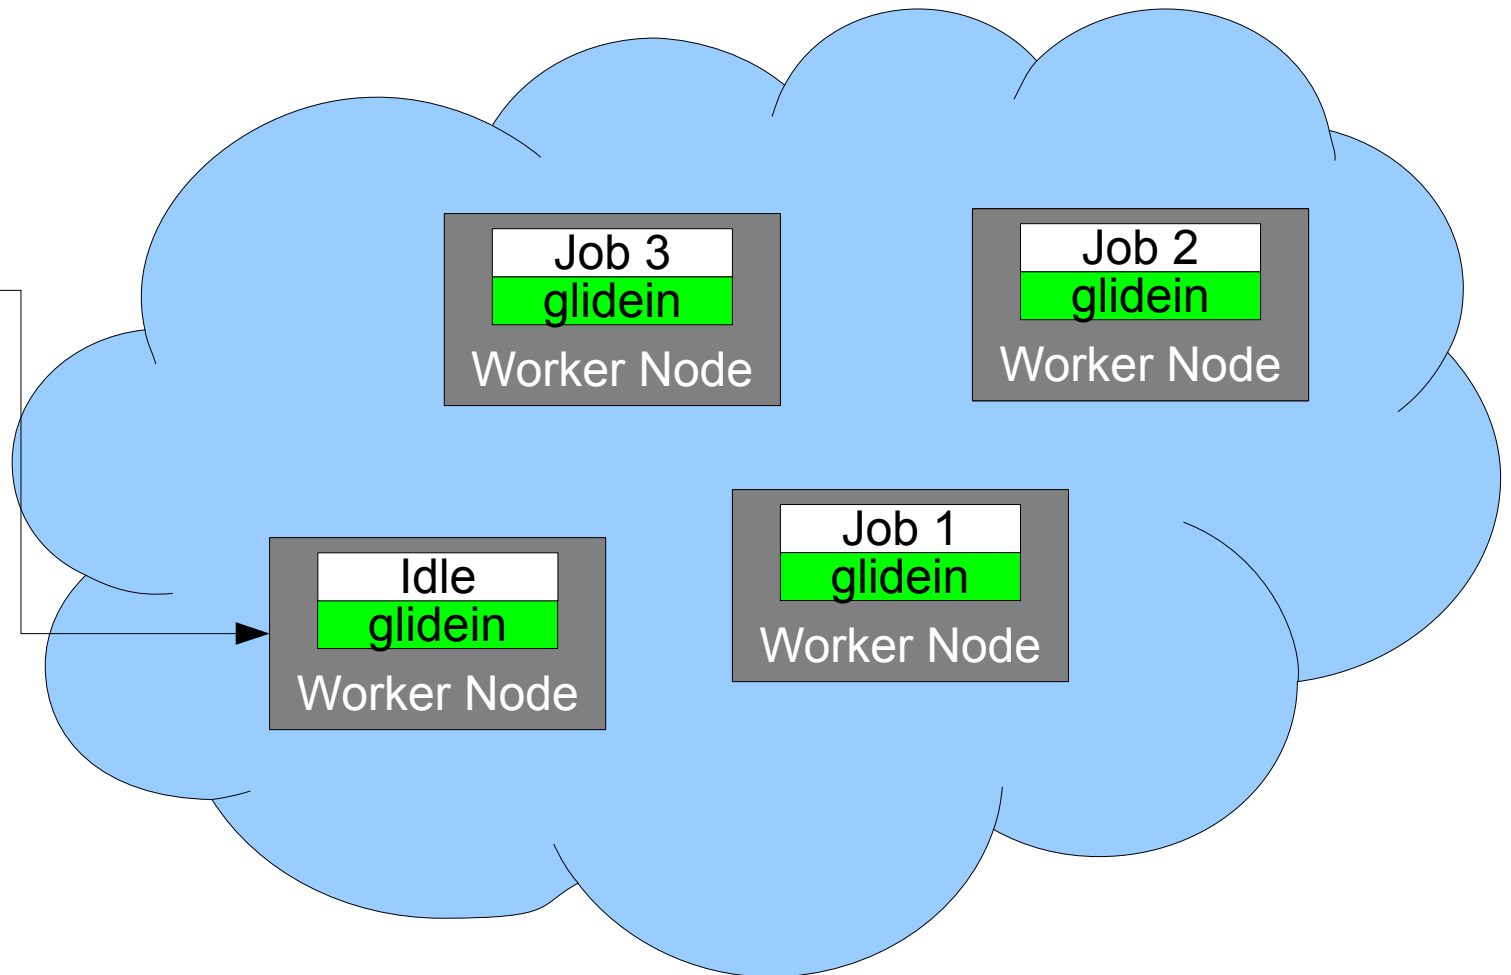 Job 3
glidein
Worker Node
Job 2
glidein
Worker Node
Idle
glidein
Worker Node
Job 1
glidein
Worker Node